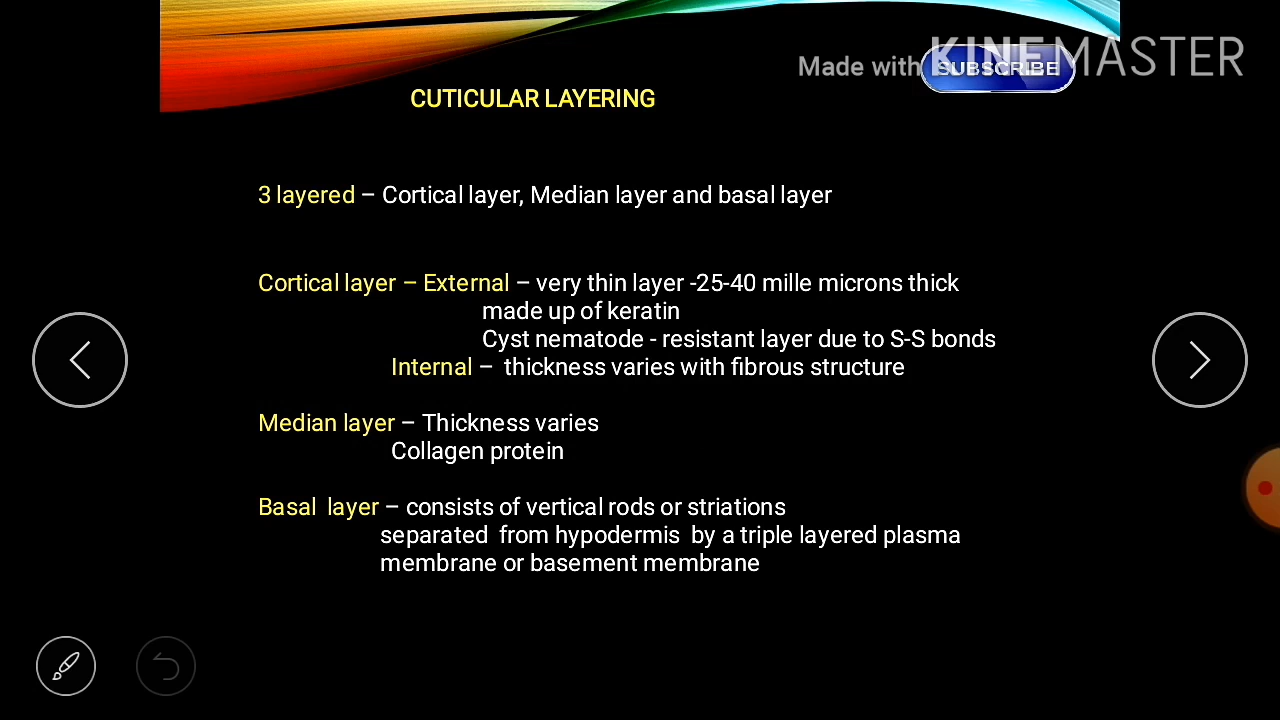 Made with KINEMASTER
SUBSCRIBE
CUTICULAR LAYERING
3 layered – Cortical layer, Median layer and basal layer
Cortical layer – External – very thin layer -25-40 mille microns thick
made up of keratin
Cyst nematode - resistant layer due to S-S bonds
Internal – thickness varies with fibrous structure
Median layer – Thickness varies
Collagen protein
Basal layer – consists of vertical rods or striations
separated from hypodermis by a triple layered plasma
membrane or basement membrane